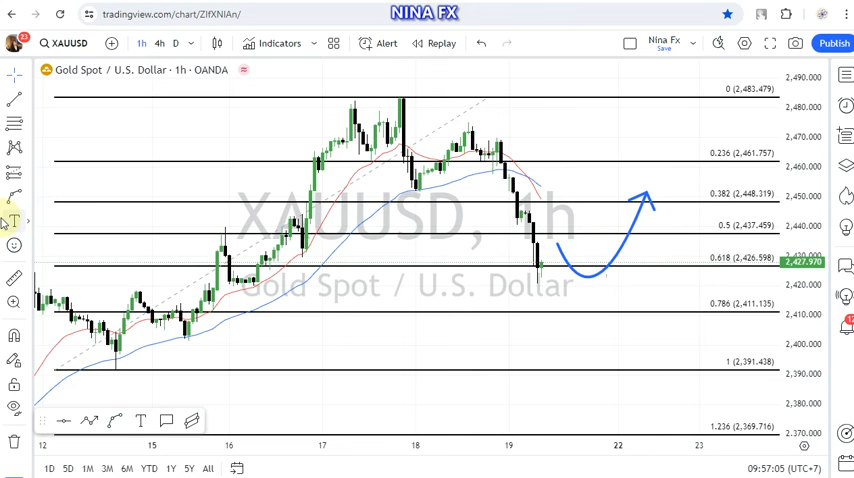 NINA FX
tradingview.com/chart/ZIfXNIAn/
23
XAUUSD
1h 4h D
Indicators
Alert
Replay
Nina Fx
Save
Publish
Gold Spot / U.S. Dollar · 1h · OANDA
XAUUSD, 1h
Gold Spot / U.S. Dollar
0 (2,483.479)
0.236 (2,461.757)
0.382 (2,448.319)
0.5 (2,437.459)
0.618 (2,426.598)
0.786 (2,411.135)
1 (2,391.438)
1.236 (2,369.716)
2,490.000
2,480.000
2,470.000
2,460.000
2,450.000
2,440.000
2,427.970
2,420.000
2,410.000
2,400.000
2,390.000
2,380.000
2,370.000
12 15 16 17 18 19 22 23
1D 5D 1M 3M 6M YTD 1Y 5Y All
09:57:05 (UTC+7)